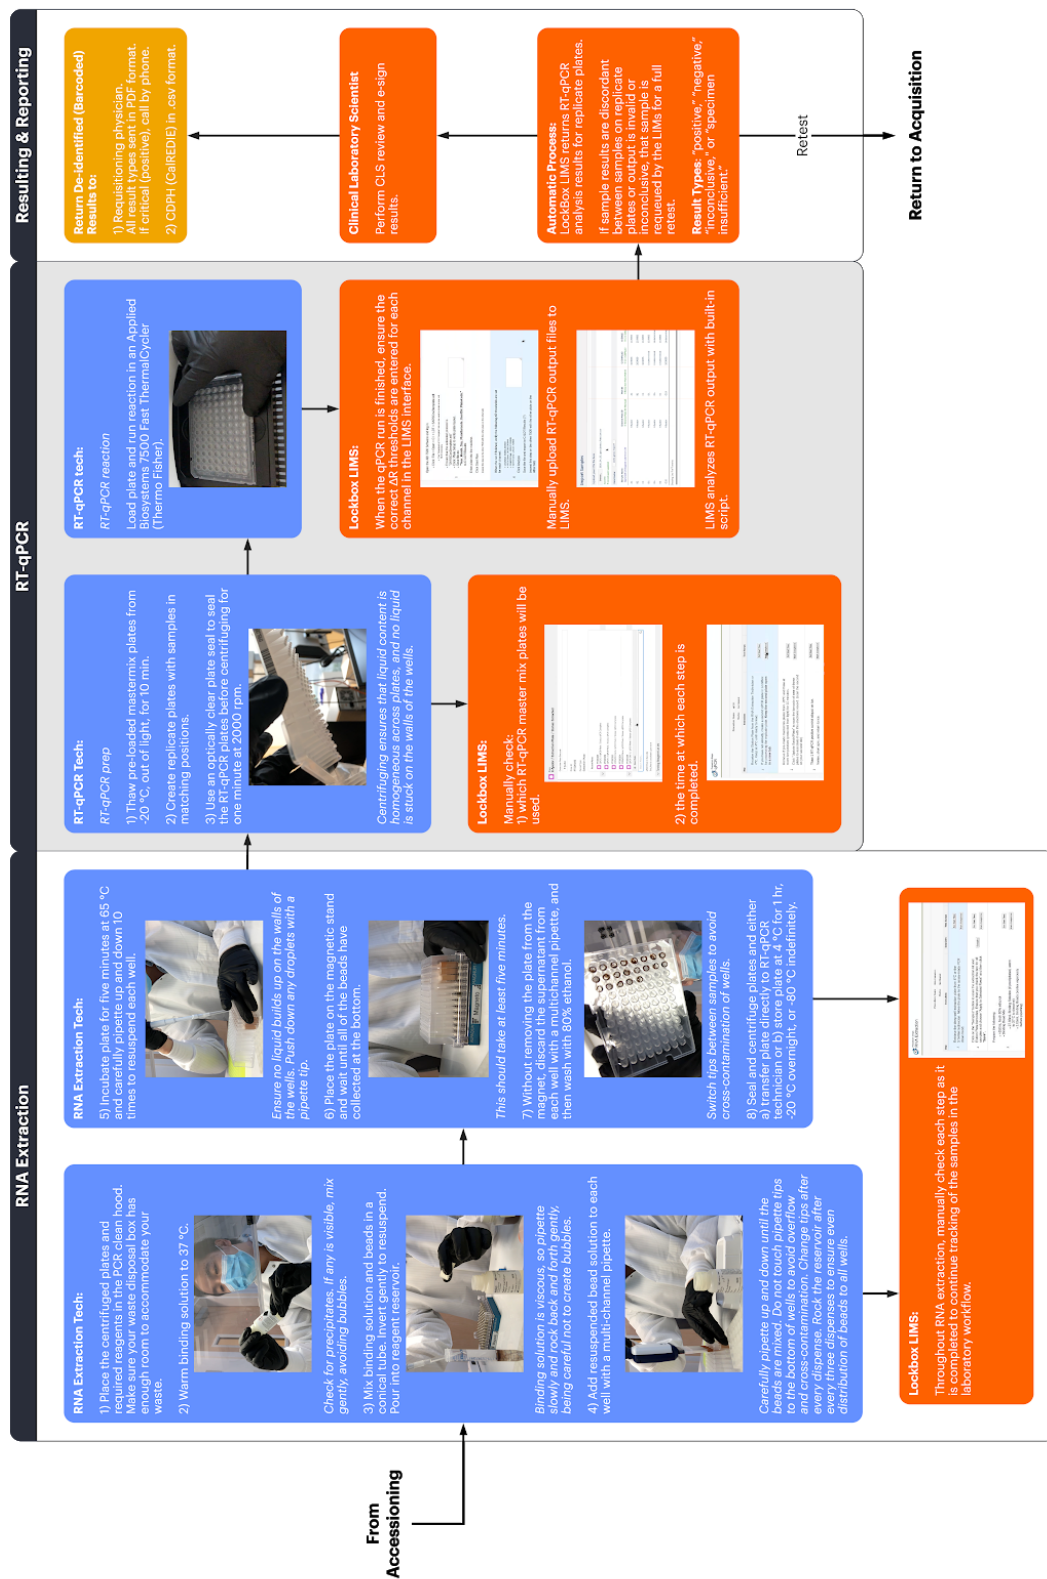 From
Accessioning
RNA Extraction
RNA Extraction Tech:
1) Place the centrifuged plates and
required reagents in the PCR clean hood.
Make sure your waste disposal box has
enough room to accommodate your
waste.
2) Warm binding solution to 37 °C.
Check for precipitates. If any is visible, mix
gently, avoiding bubbles.
3) Mix binding solution and beads in a
conical tube. Invert gently to resuspend.
Pour into reagent reservoir.
Binding solution is viscous, so pipette
slowly and rock back and forth gently,
being careful not to create bubbles.
4) Add resuspended bead solution to each
well with a multi-channel pipette.
Carefully pipette up and down until the
beads are mixed. Do not touch pipette tips
to the bottom of wells to avoid overflow
and cross-contamination. Change tips after
every dispense. Rock the reservoir after
every three dispenses to ensure even
distribution of beads to all wells.
RNA Extraction Tech:
5) Incubate plate for five minutes at 65 °C
and carefully pipette up and down 10
times to resuspend each well.
Ensure no liquid builds up on the walls of
the wells. Push down any droplets with a
pipette tip.
6) Place the plate on the magnetic stand
and wait until all of the beads have
collected at the bottom.
This should take at least five minutes.
7) Without removing the plate from the
magnet, discard the supernatant from
each well with a multichannel pipette, and
then wash with 80% ethanol.
Switch tips between samples to avoid
cross-contamination of wells.
8) Seal and centrifuge plates and either
a) transfer plate directly to RT-qPCR
technician or b) store plate at 4 °C for 1 hr,
-20 °C overnight, or -80 °C indefinitely.
Lockbox LIMS:
Throughout RNA extraction, manually check each step as it
is completed to continue tracking of the samples in the
laboratory workflow.
RT-qPCR
RT-qPCR Tech:
RT-qPCR prep
1) Thaw pre-loaded mastermix plates from
-20 °C, out of light, for 10 min.
2) Create replicate plates with samples in
matching positions.
3) Use an optically clear plate seal to seal
the RT-qPCR plates before centrifuging for
one minute at 2000 rpm.
Centrifuging ensures that liquid content is
homogeneous across plates, and no liquid
is stuck on the walls of the wells.
Lockbox LIMS:
Manually check:
1) which RT-qPCR master mix plates will be
used.
2) the time at which each step is
completed.
RT-qPCR tech:
RT-qPCR reaction
Load plate and run reaction in an Applied
Biosystems 7500 Fast ThermalCycler
(Thermo Fisher).
Lockbox LIMS:
When the qPCR run is finished, ensure the
correct ΔR thresholds are entered for each
channel in the LIMS interface.
Manually upload RT-qPCR output files to
LIMS.
LIMS analyzes RT-qPCR output with built-in
script.
Resulting & Reporting
Return De-identified (Barcoded)
Results to:
1) Requisitioning physician.
All result types sent in PDF format.
If critical (positive), call by phone.
2) CDPH (CalREDIE) in .csv format.
Clinical Laboratory Scientist
Perform CLS review and e-sign
results.
Automatic Process:
LockBox LIMS returns RT-qPCR
analysis results for replicate plates.
If sample results are discordant
between samples on replicate
plates or output is invalid or
inconclusive, that sample is
requeued by the LIMs for a full
retest.
Result Types: "positive," "negative,"
"inconclusive," or "specimen
insufficient."
Retest
Return to Acquisition